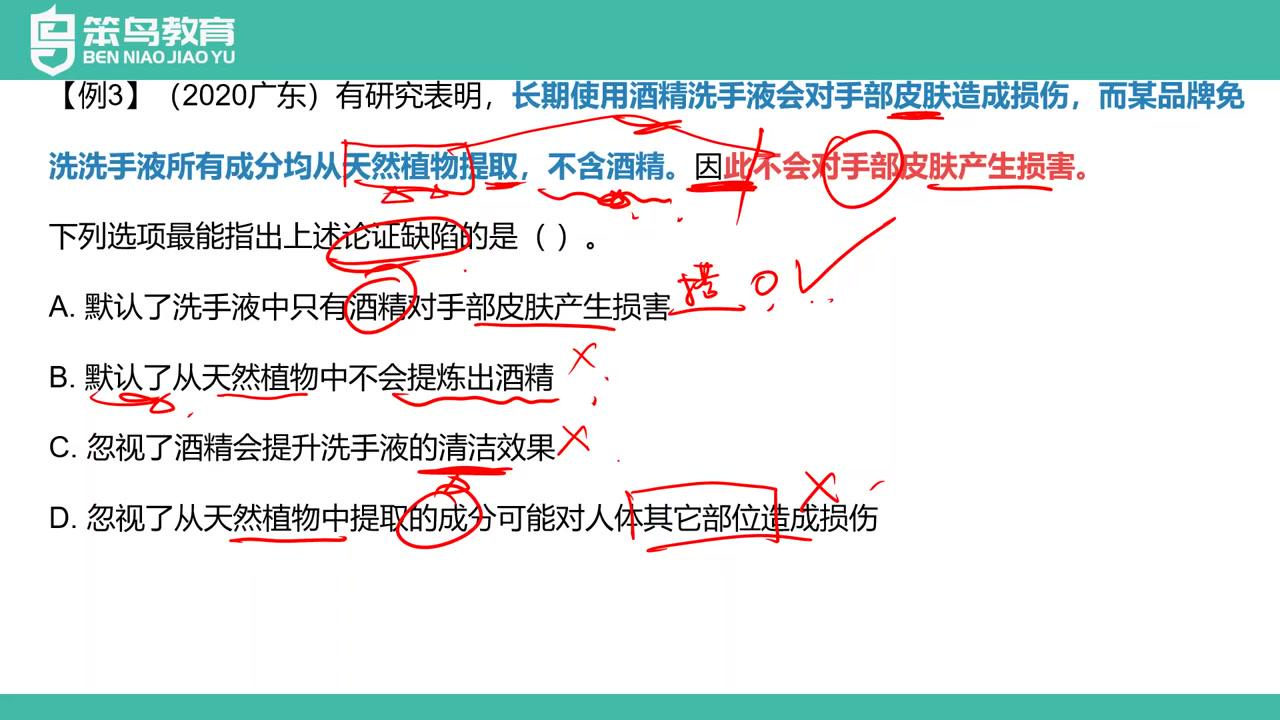 笨鸟教育
BEN NIAO JIAO YU
【例3】（2020广东）有研究表明，长期使用酒精洗手液会对手部皮肤造成损伤，而某品牌免
洗洗手液所有成分均从天然植物提取，不含酒精。因此不会对手部皮肤产生损害。
下列选项最能指出上述论证缺陷的是（ ）。
A. 默认了洗手液中只有酒精对手部皮肤产生损害 搭
B. 默认了从天然植物中不会提炼出酒精
C. 忽视了酒精会提升洗手液的清洁效果
D. 忽视了从天然植物中提取的成分可能对人体其它部位造成损伤